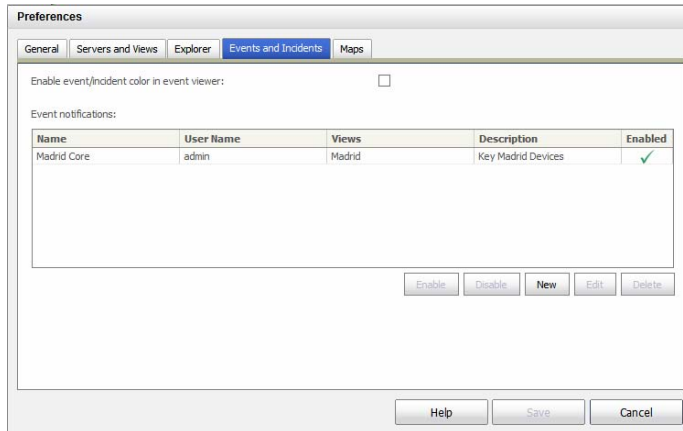 Preferences
General Servers and Views Explorer Events and Incidents Maps
Enable event/incident color in event viewer:
Event notifications:
Name User Name Views Description Enabled
Madrid Core admin Madrid Key Madrid Devices
Enable Disable New Edit Delete
Help Save Cancel